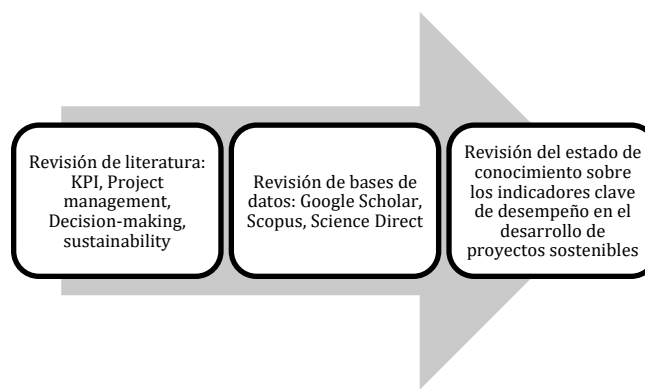 Revisión de literatura:
KPI, Project
management,
Decision-making,
sustainability
Revisión de bases de
datos: Google Scholar,
Scopus, Science Direct
Revisión del estado de
conocimiento sobre
los indicadores clave
de desempeño en el
desarrollo de
proyectos sostenibles